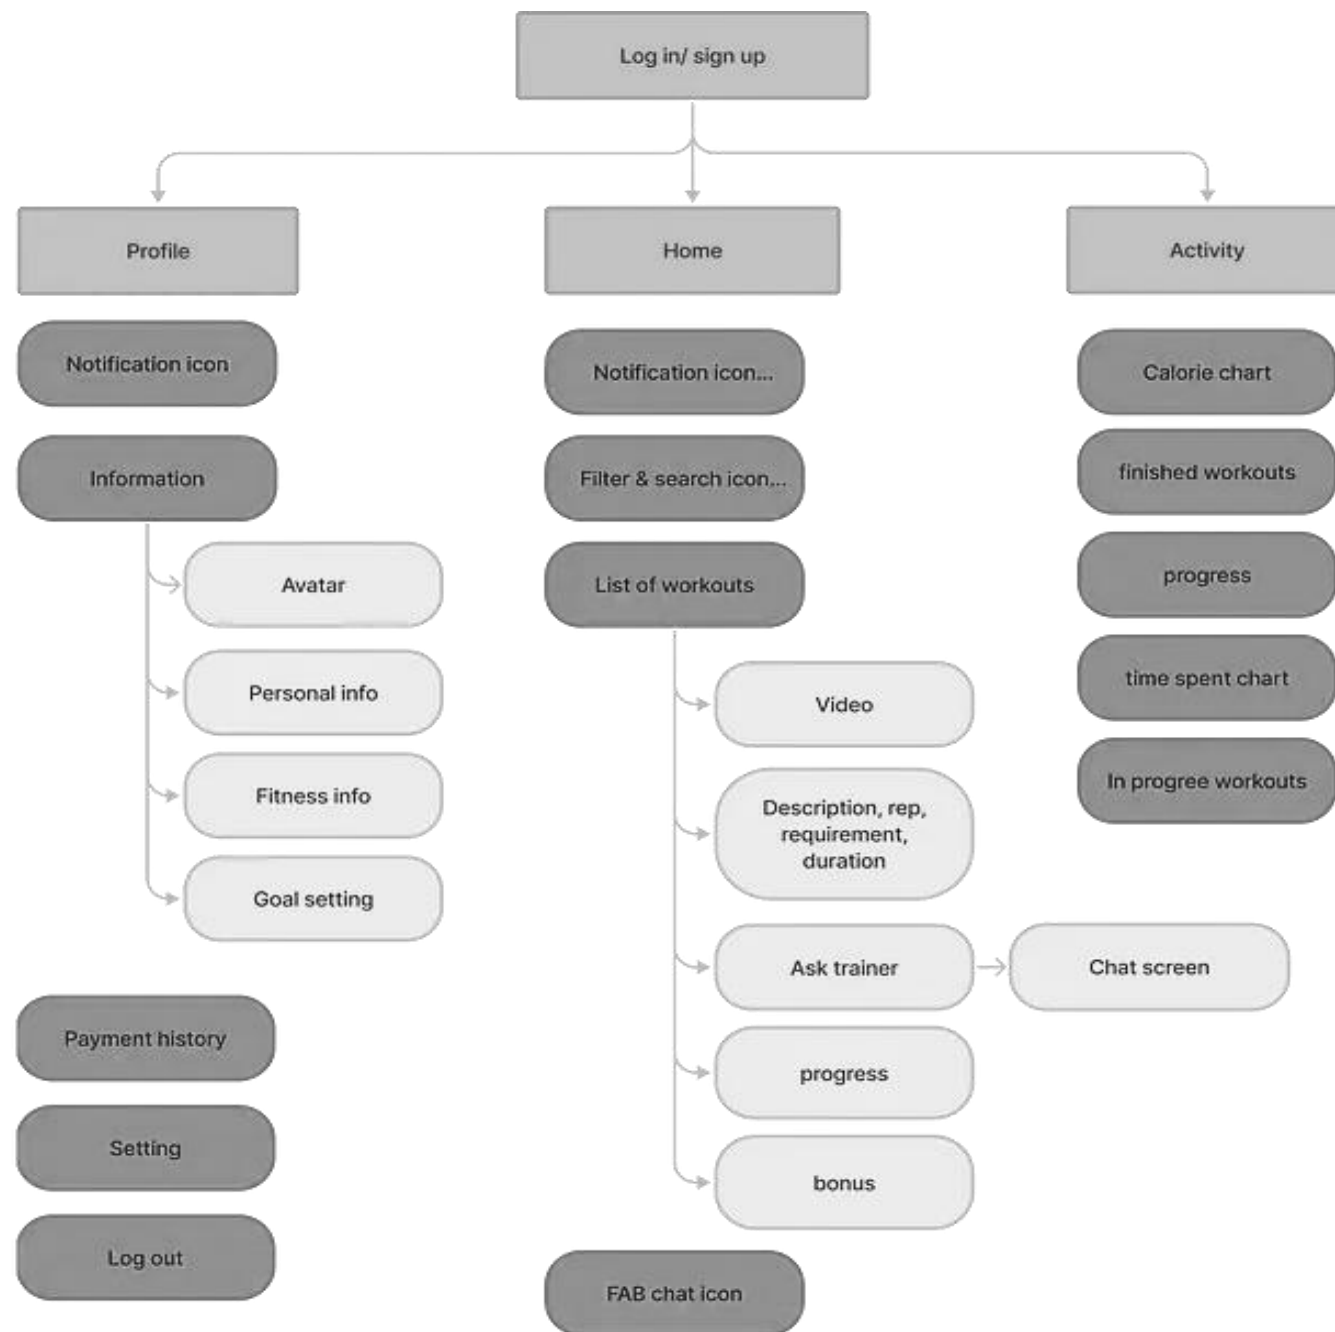 Log in/ sign up
Profile
Home
Activity
Notification icon
Information
Avatar
Personal info
Fitness info
Goal setting
Payment history
Setting
Log out
Notification icon...
Filter & search icon...
List of workouts
Video
Description, rep,
requirement,
duration
Ask trainer
Chat screen
progress
bonus
FAB chat icon
Calorie chart
finished workouts
progress
time spent chart
In progree workouts